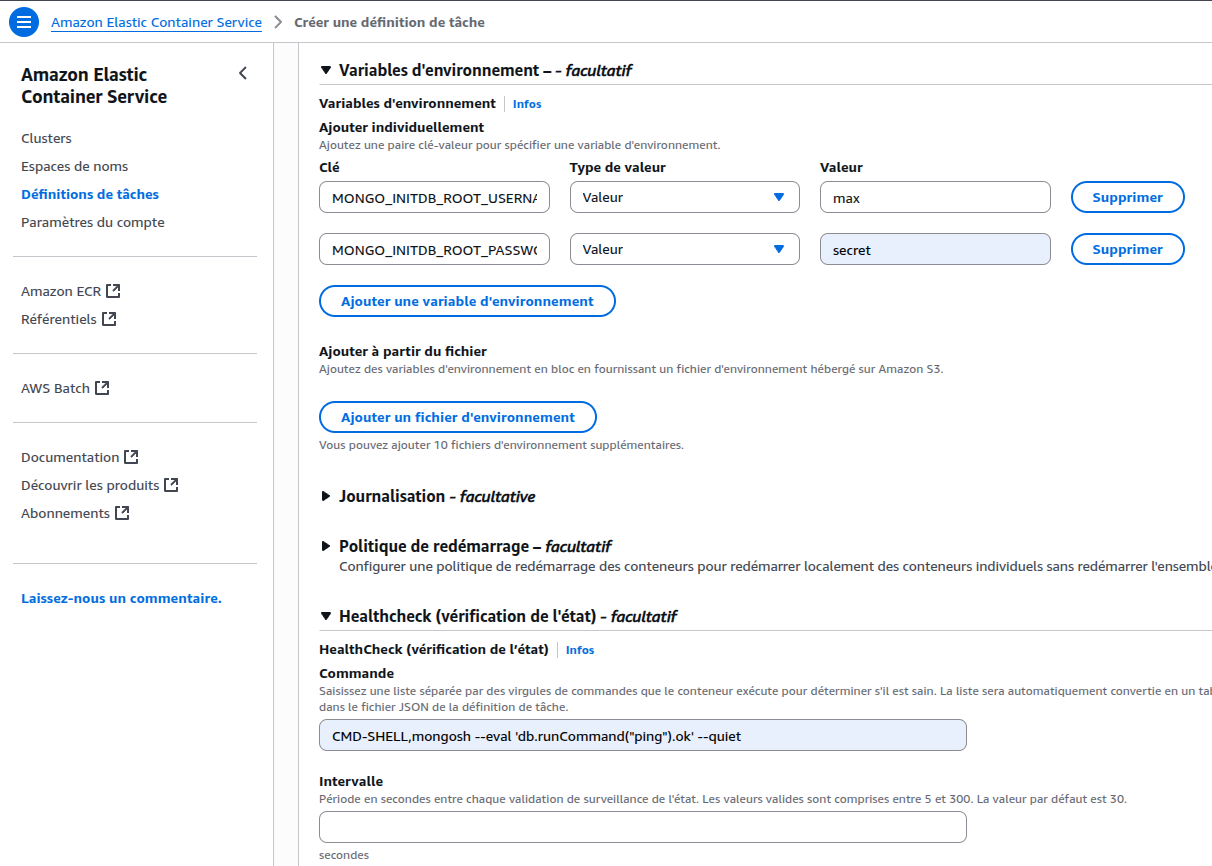 Amazon Elastic Container Service > Créer une définition de tâche
Amazon Elastic
Container Service
Clusters
Espaces de noms
Définitions de tâches
Paramètres du compte
Amazon ECR
Référentiels
AWS Batch
Documentation
Découvrir les produits
Abonnements
Laissez-nous un commentaire.
Variables d'environnement – - facultatif
Variables d'environnement | Infos
Ajouter individuellement
Ajoutez une paire clé-valeur pour spécifier une variable d'environnement.
Clé Type de valeur Valeur
MONGO_INITDB_ROOT_USERNA Valeur max Supprimer
MONGO_INITDB_ROOT_PASSWO Valeur secret Supprimer
Ajouter une variable d'environnement
Ajouter à partir du fichier
Ajoutez des variables d'environnement en bloc en fournissant un fichier d'environnement hébergé sur Amazon S3.
Ajouter un fichier d'environnement
Vous pouvez ajouter 10 fichiers d'environnement supplémentaires.
Journalisation - facultative
Politique de redémarrage – facultatif
Configurer une politique de redémarrage des conteneurs pour redémarrer localement des conteneurs individuels sans redémarrer l'ensembl
Healthcheck (vérification de l'état) - facultatif
HealthCheck (vérification de l’état) | Infos
Commande
Saisissez une liste séparée par des virgules de commandes que le conteneur exécute pour déterminer s'il est sain. La liste sera automatiquement convertie en un tab
dans le fichier JSON de la définition de tâche.
CMD-SHELL,mongosh --eval 'db.runCommand("ping").ok' --quiet
Intervalle
Période en secondes entre chaque validation de surveillance de l'état. Les valeurs valides sont comprises entre 5 et 300. La valeur par défaut est 30.
secondes